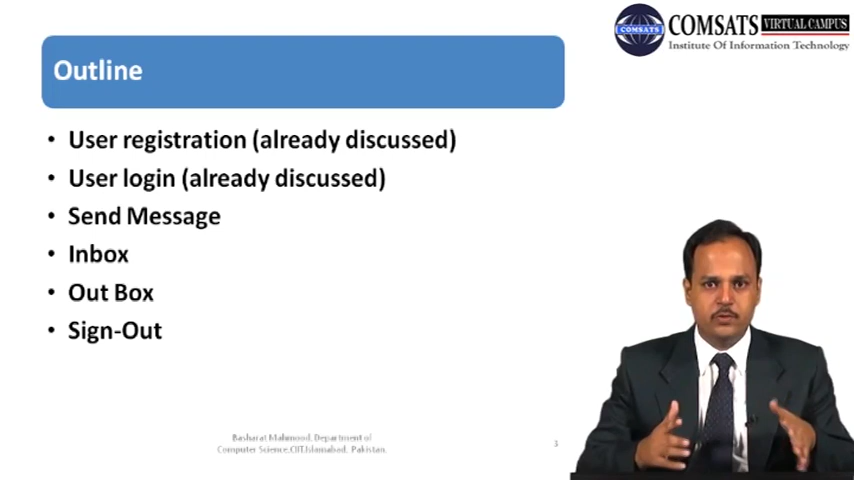 COMSATS VIRTUAL CAMPUS
COMSATS
Institute Of Information Technology
Outline
• User registration (already discussed)
• User login (already discussed)
• Send Message
• Inbox
• Out Box
• Sign-Out
Basharat Mahmood, Department of
Computer Science,CIIT,Islamabad, Pakistan.
3